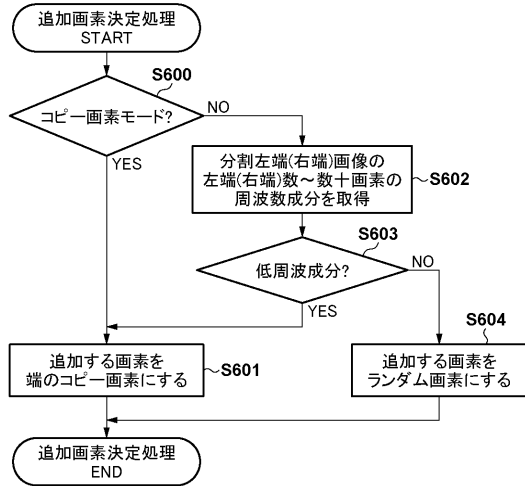 追加画素決定処理
START
S600
コピー画素モード?
NO
YES
分割左端(右端)画像の
左端(右端)数～数十画素の
周波数成分を取得
S602
S603
低周波成分?
NO
YES
S604
追加する画素を
端のコピー画素にする
S601
追加する画素を
ランダム画素にする
追加画素決定処理
END